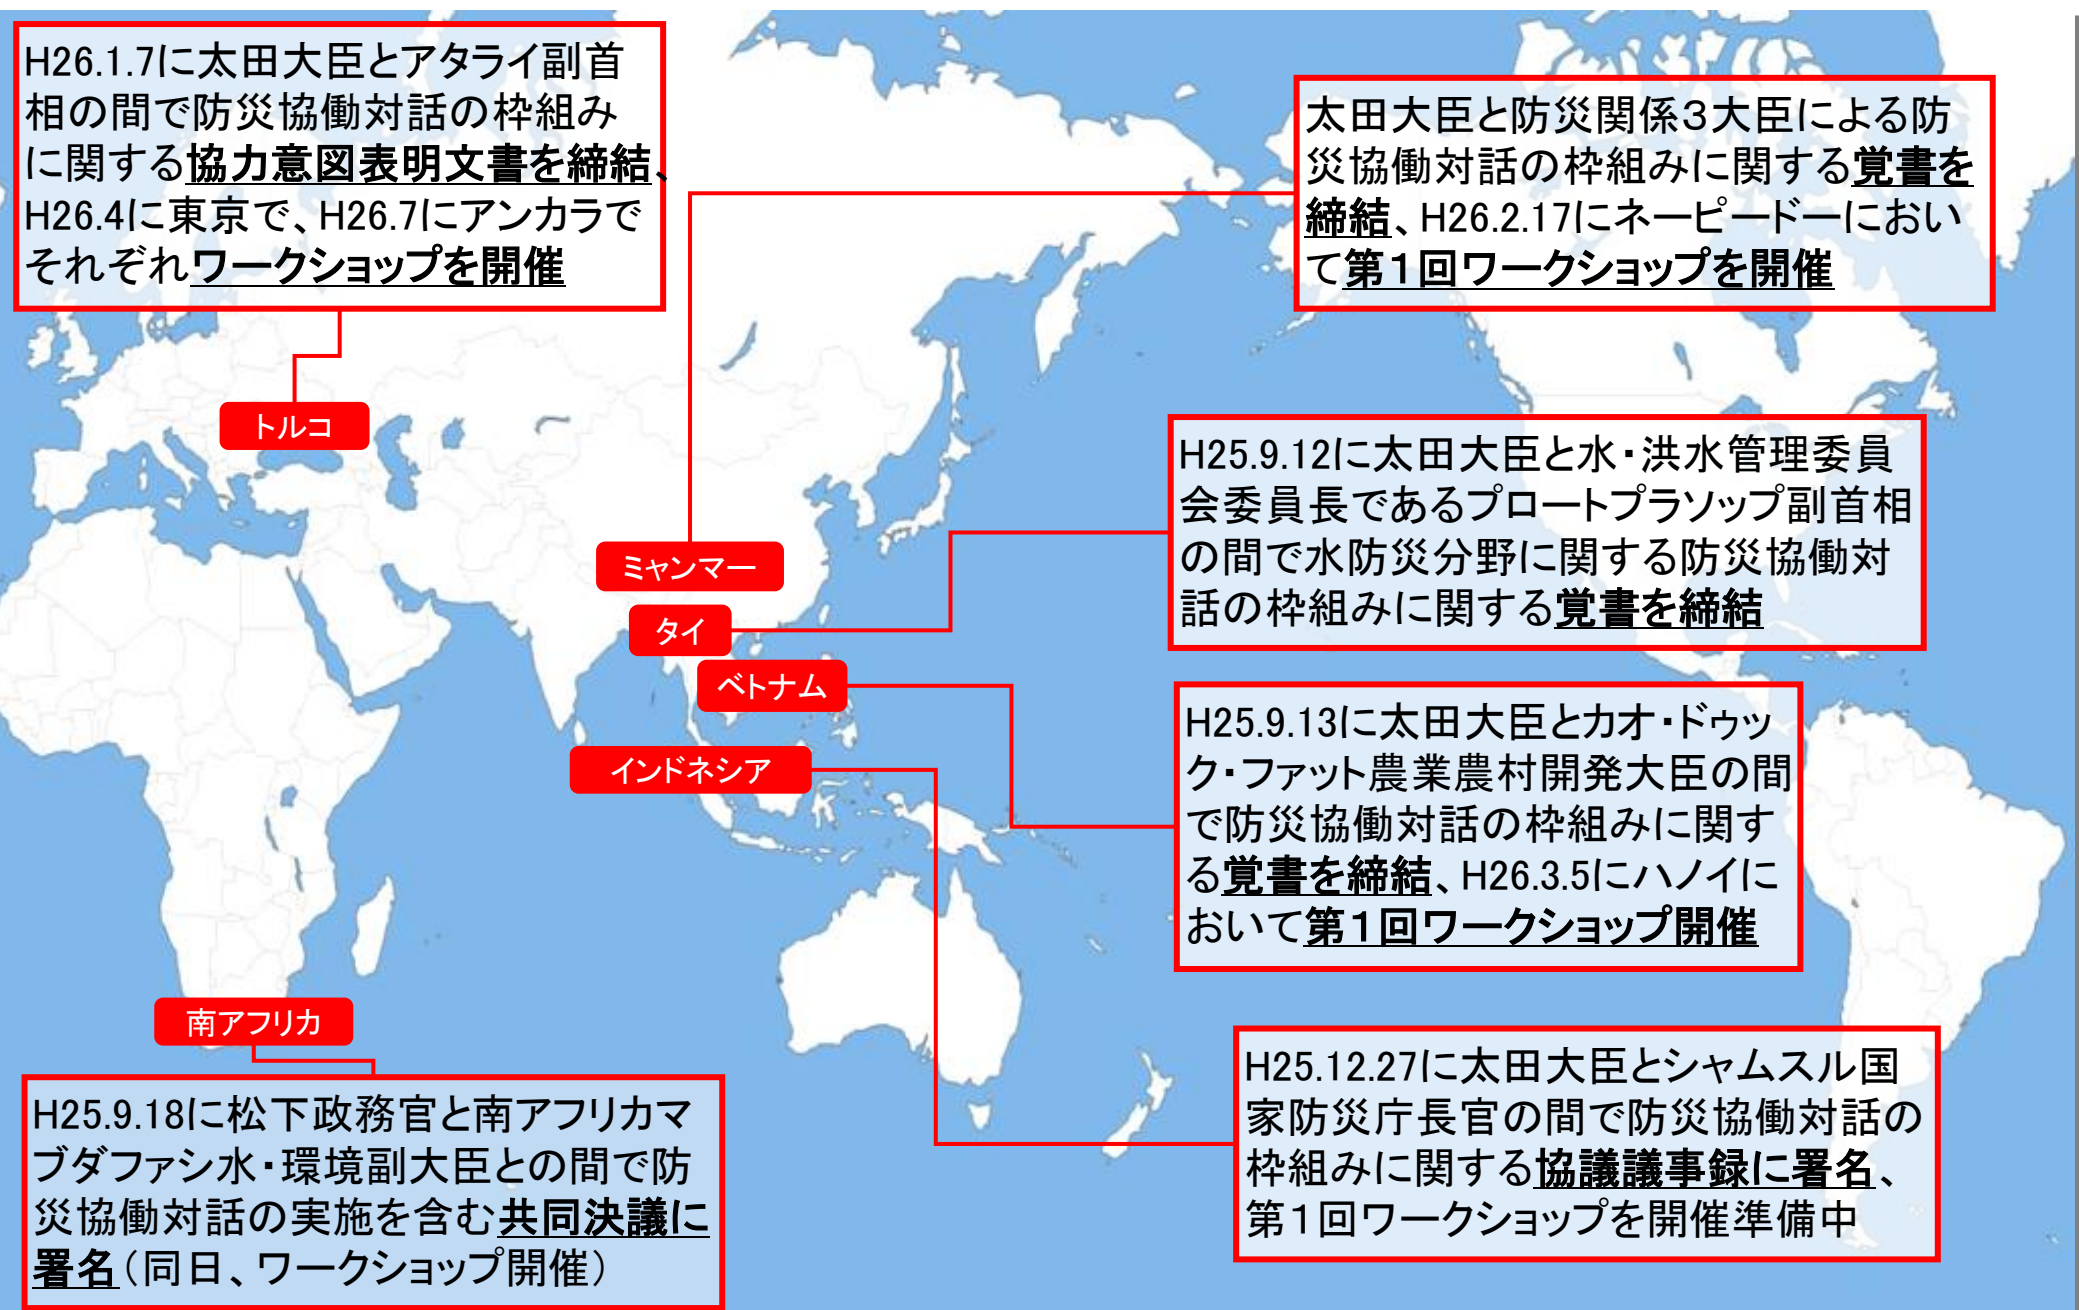 H26.1.7に太田大臣とアタライ副首
相の間で防災協働対話の枠組み
に関する協力意図表明文書を締結、
H26.4に東京で、H26.7にアンカラで
それぞれワークショップを開催
トルコ
太田大臣と防災関係３大臣による防
災協働対話の枠組みに関する覚書を
締結、H26.2.17にネーピードーにおい
て第１回ワークショップを開催
ミャンマー
H25.9.12に太田大臣と水・洪水管理委員
会委員長であるプロートプラソップ副首相
の間で水防災分野に関する防災協働対
話の枠組みに関する覚書を締結
タイ
ベトナム
H25.9.13に太田大臣とカオ・ドゥッ
ク・ファット農業農村開発大臣の間
で防災協働対話の枠組みに関す
る覚書を締結、H26.3.5にハノイに
おいて第１回ワークショップ開催
インドネシア
H25.12.27に太田大臣とシャムスル国
家防災庁長官の間で防災協働対話の
枠組みに関する協議議事録に署名、
第１回ワークショップを開催準備中
南アフリカ
H25.9.18に松下政務官と南アフリカマ
ブダファシ水・環境副大臣との間で防
災協働対話の実施を含む共同決議に
署名（同日、ワークショップ開催）